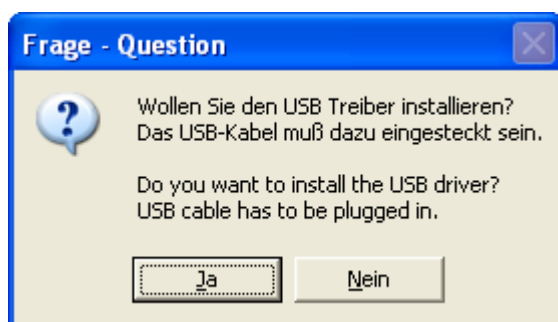 Frage - Question
Wollen Sie den USB Treiber installieren?
Das USB-Kabel muß dazu eingesteckt sein.
Do you want to install the USB driver?
USB cable has to be plugged in.
Ja
Nein